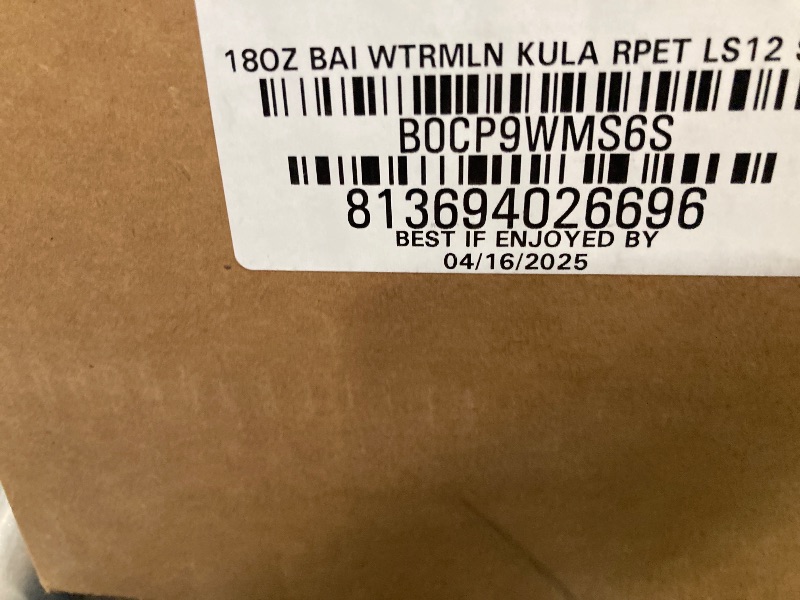 18OZ BAI WTRMLN KULA RPET LS12
B0CP9WMS6S
813694026696
BEST IF ENJOYED BY
04/16/2025